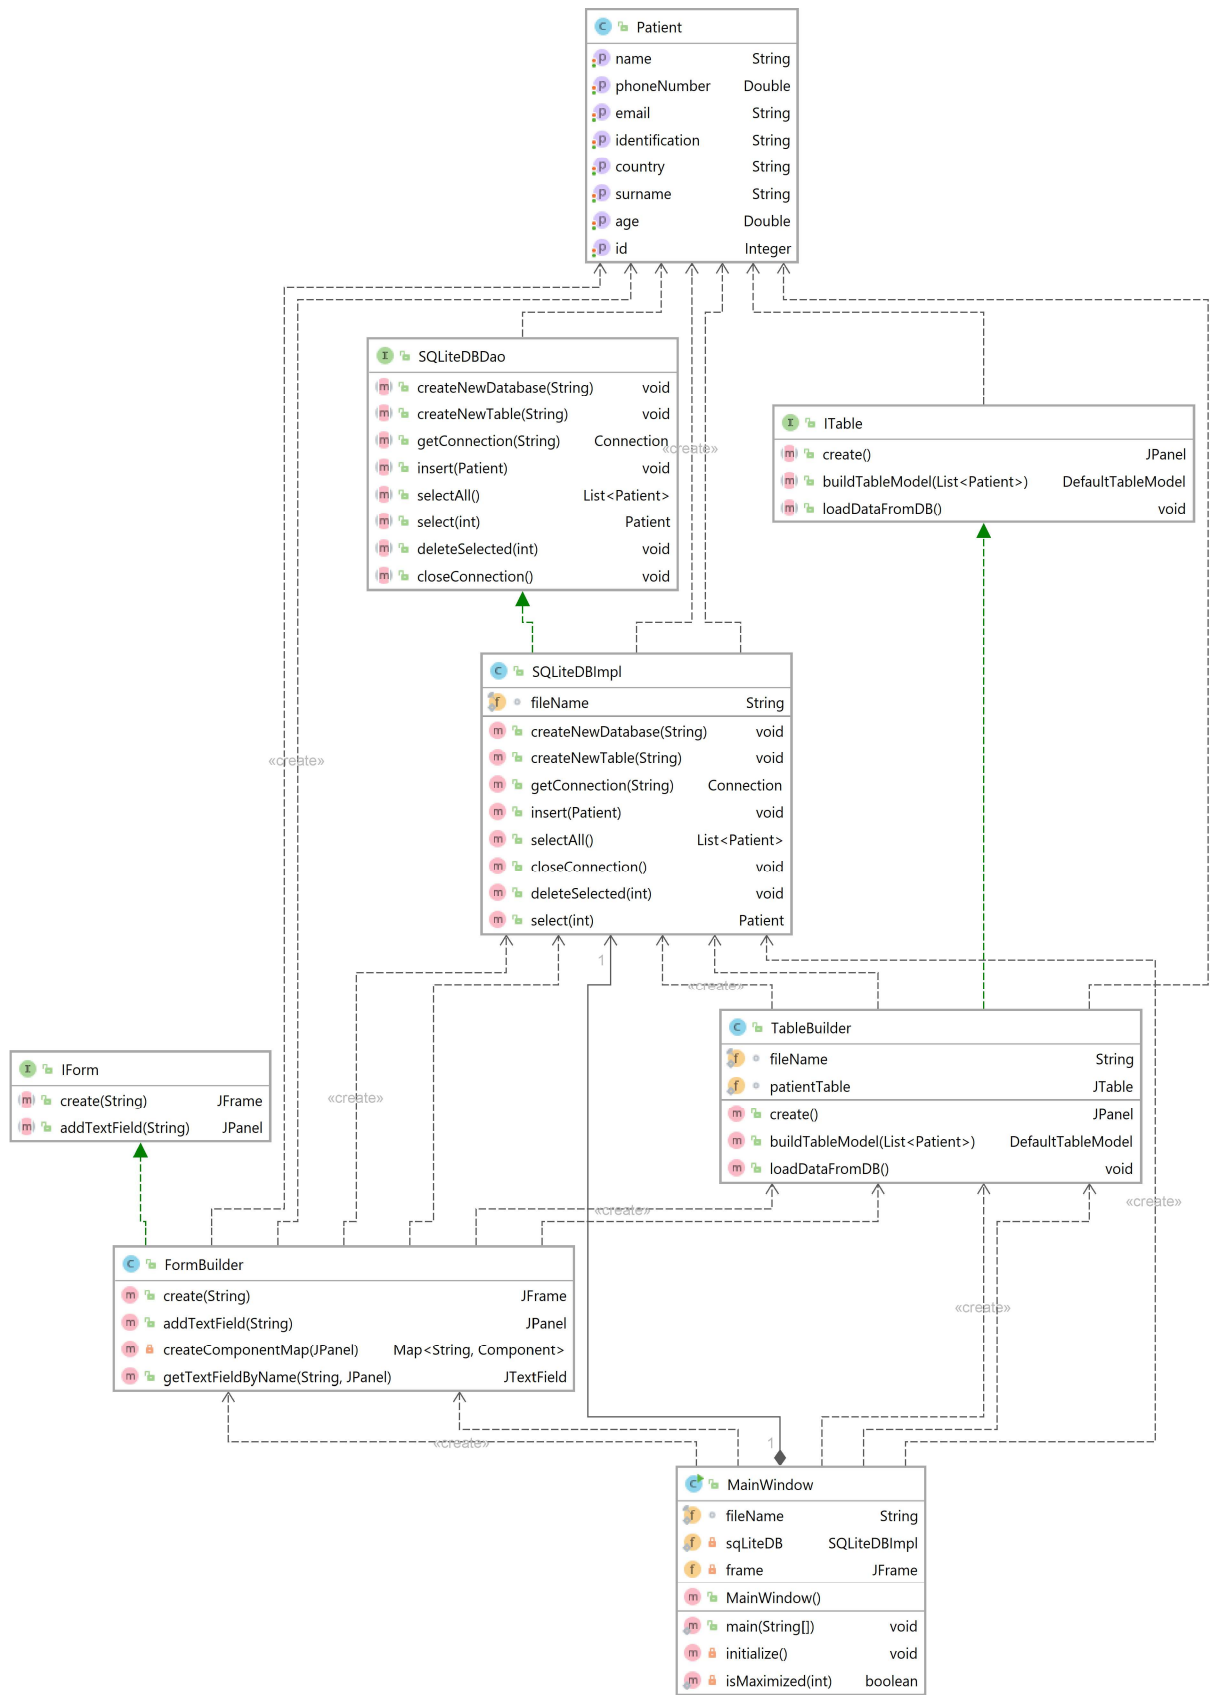 Patient
name String
phoneNumber Double
email String
identification String
country String
surname String
age Double
id Integer
SQLiteDBDao
createNewDatabase(String) void
createNewTable(String) void
getConnection(String) Connection
insert(Patient) void
selectAll() List<Patient>
select(int) Patient
deleteSelected(int) void
closeConnection() void
«create»
ITable
create() JPanel
buildTableModel(List<Patient>) DefaultTableModel
loadDataFromDB() void
SQLiteDBImpl
fileName String
createNewDatabase(String) void
createNewTable(String) void
getConnection(String) Connection
insert(Patient) void
selectAll() List<Patient>
closeConnection() void
deleteSelected(int) void
select(int) Patient
«create»
1
«create»
TableBuilder
fileName String
patientTable JTable
create() JPanel
buildTableModel(List<Patient>) DefaultTableModel
loadDataFromDB() void
IForm
create(String) JFrame
addTextField(String) JPanel
«create»
«create»
«create»
FormBuilder
create(String) JFrame
addTextField(String) JPanel
createComponentMap(JPanel) Map<String, Component>
getTextFieldByName(String, JPanel) JTextField
«create»
«create»
1
MainWindow
fileName String
sqLiteDB SQLiteDBImpl
frame JFrame
MainWindow()
main(String[]) void
initialize() void
isMaximized(int) boolean